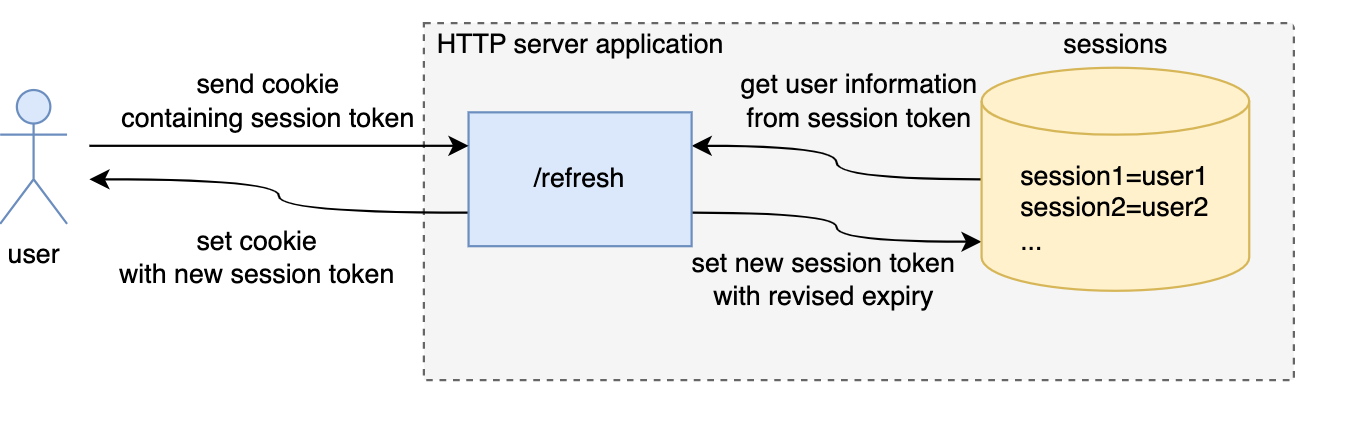 HTTP server application
sessions
send cookie
containing session token
get user information
from session token
/refresh
session1=user1
session2=user2
...
user
set cookie
with new session token
set new session token
with revised expiry